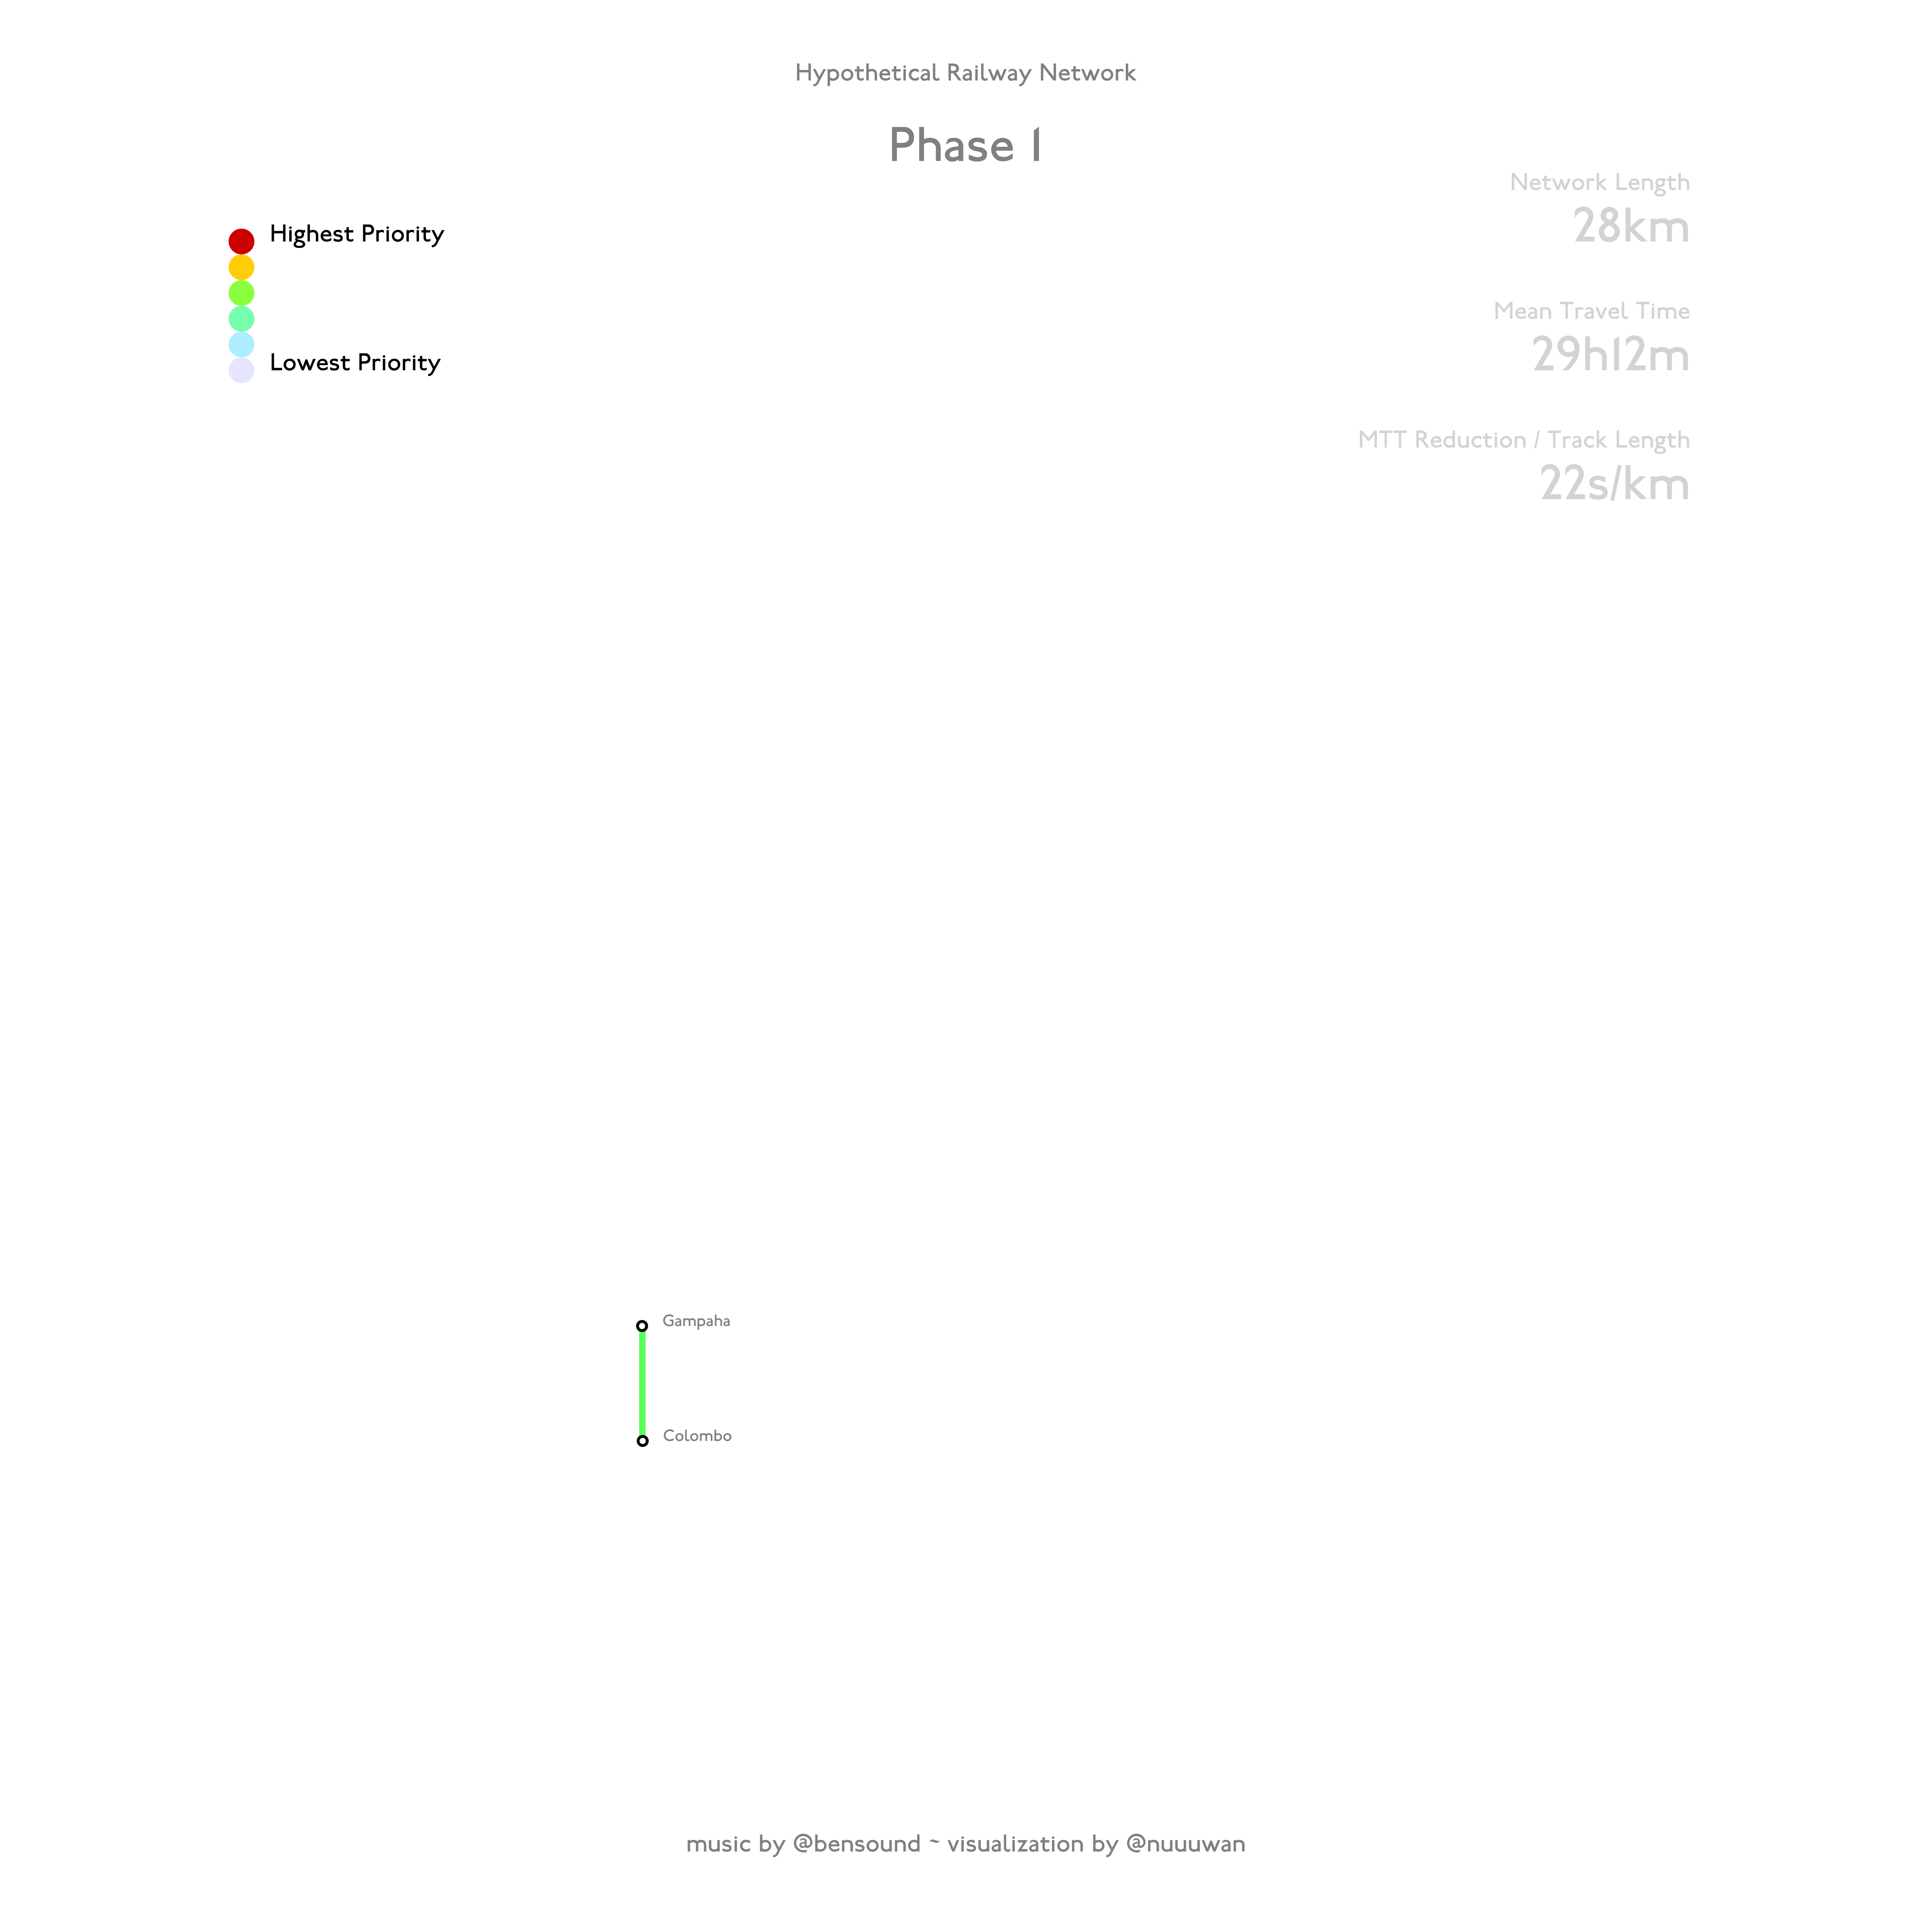 Hypothetical Railway Network
Phase 1
Network Length
28km
Highest Priority
Mean Travel Time
29h12m
Lowest Priority
MTT Reduction / Track Length
22s/km
Gampaha
Colombo
music by @bensound ~ visualization by @nuuuwan